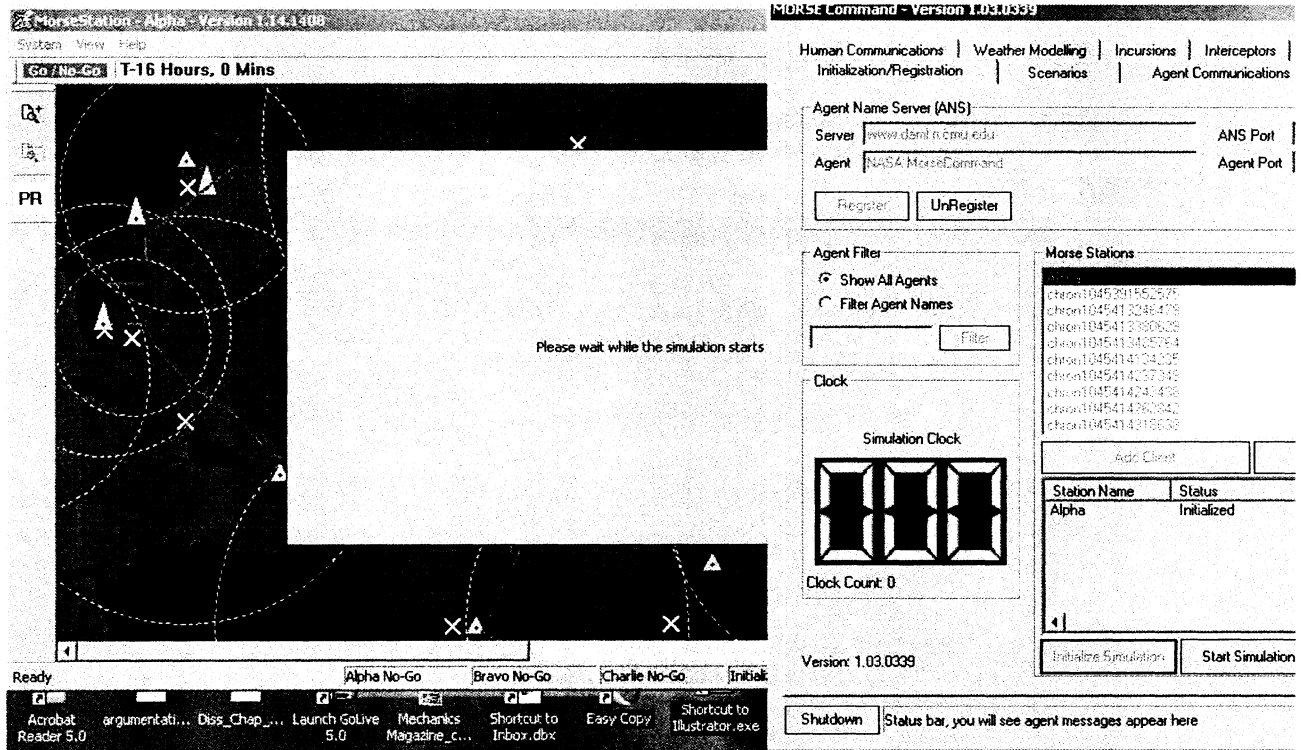 MorseStation - Alpha - Version 1.14.1408
System View Help
Go / No-Go T-16 Hours, 0 Mins
PR
Please wait while the simulation starts
Ready
Alpha No-Go
Bravo No-Go
Charlie No-Go
Acrobat Reader 5.0
argumentati...
Diss_Chap_...
Launch GoLive 5.0
Mechanics Magazine_c...
Shortcut to Inbox.dbx
Easy Copy
Shortcut to Illustrator.exe
MORSE Command - Version 1.03.0339
Human Communications | Weather Modelling | Incursions | Interceptors
Initialization/Registration | Scenarios | Agent Communications
Agent Name Server (ANS)
Server
ANS Port
Agent NASA.MorseCommand
Agent Port
Register
UnRegister
Agent Filter
Show All Agents
Filter Agent Names
Filter
Morse Stations
chron1045391552575
Clock
Simulation Clock
000
Clock Count: 0
Add Client
Station Name Status
Alpha Initialized
Version: 1.03.0339
Initialize Simulation
Start Simulation
Shutdown
Status bar, you will see agent messages appear here